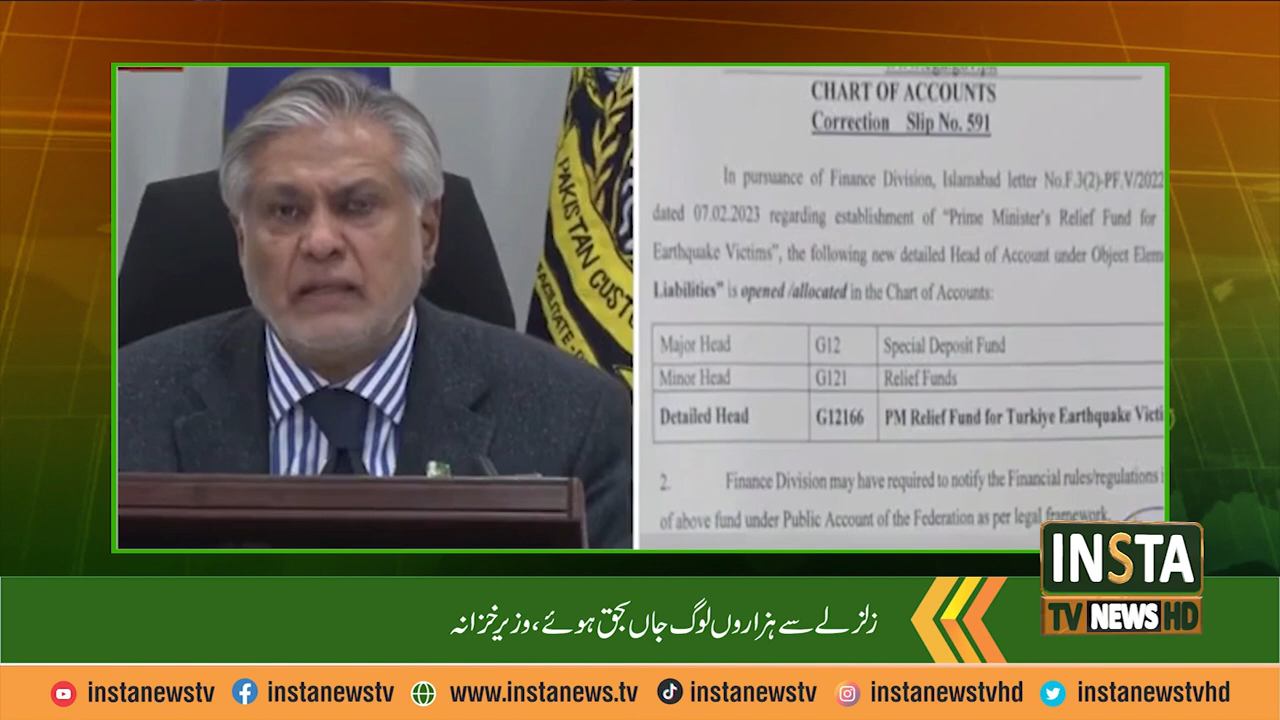 PAKISTAN CUSTO
FACILITATE
CHART OF ACCOUNTS
Correction Slip No. 591
In pursuance of Finance Division, Islamabad letter No.F.3(2)-PF.V/2022
dated 07.02.2023 regarding establishment of “Prime Minister's Relief Fund for
Earthquake Victims”, the following new detailed Head of Account under Object Elem
Liabilities” is opened /allocated in the Chart of Accounts:
Major Head G12 Special Deposit Fund
Minor Head G121 Relief Funds
Detailed Head G12166 PM Relief Fund for Turkiye Earthquake Victi
2. Finance Division may have required to notify the Financial rules/regulations
of above fund under Public Account of the Federation as per legal framework.
INSTA
TV NEWS HD
زلزلے سے ہزاروں لوگ جاں بحق ہوئے، وزیرِ خزانہ
instanewstv instanewstv www.instanews.tv instanewstv instanewstvhd instanewstvhd